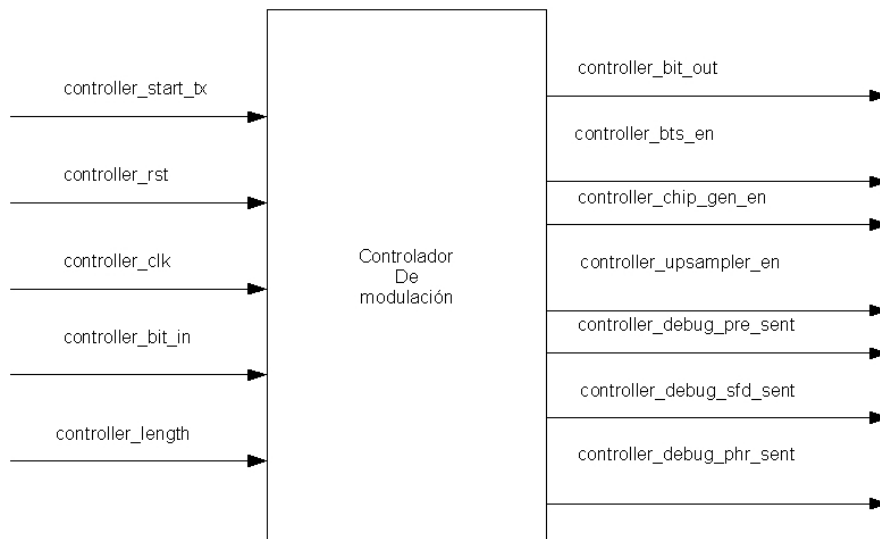 controller_start_tx
controller_rst
controller_clk
controller_bit_in
controller_length
Controlador
De
modulación
controller_bit_out
controller_bts_en
controller_chip_gen_en
controller_upsampler_en
controller_debug_pre_sent
controller_debug_sfd_sent
controller_debug_phr_sent